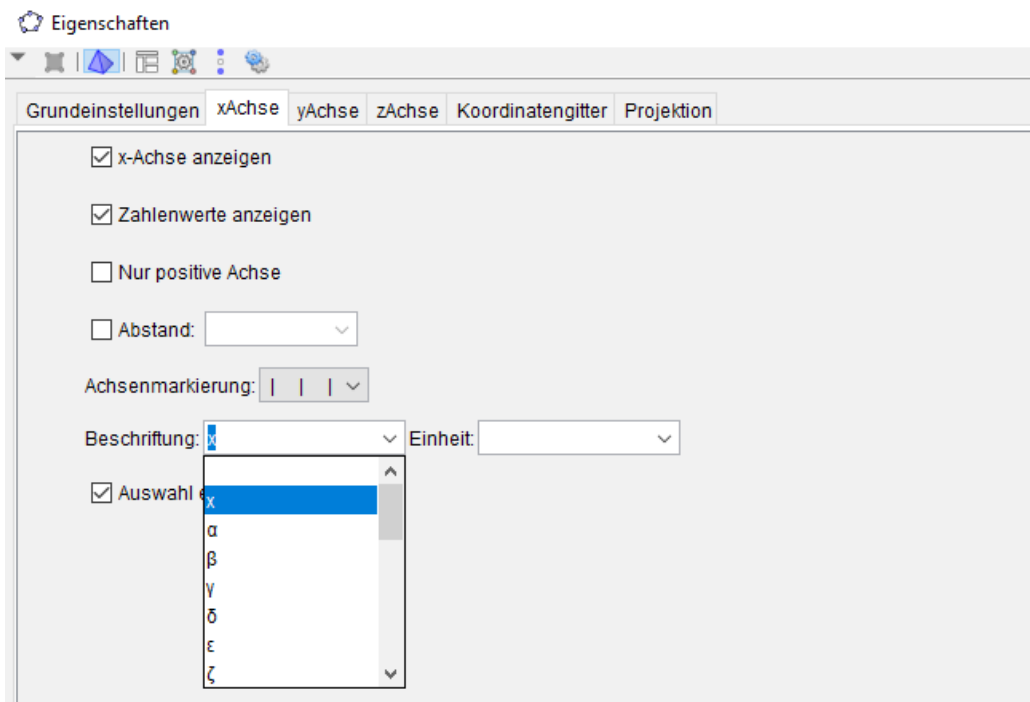 Eigenschaften
Grundeinstellungen xAchse yAchse zAchse Koordinatengitter Projektion
x-Achse anzeigen
Zahlenwerte anzeigen
Nur positive Achse
Abstand:
Achsenmarkierung: | | |
Beschriftung: x Einheit:
Auswahl
x
α
β
γ
δ
ε
ζ